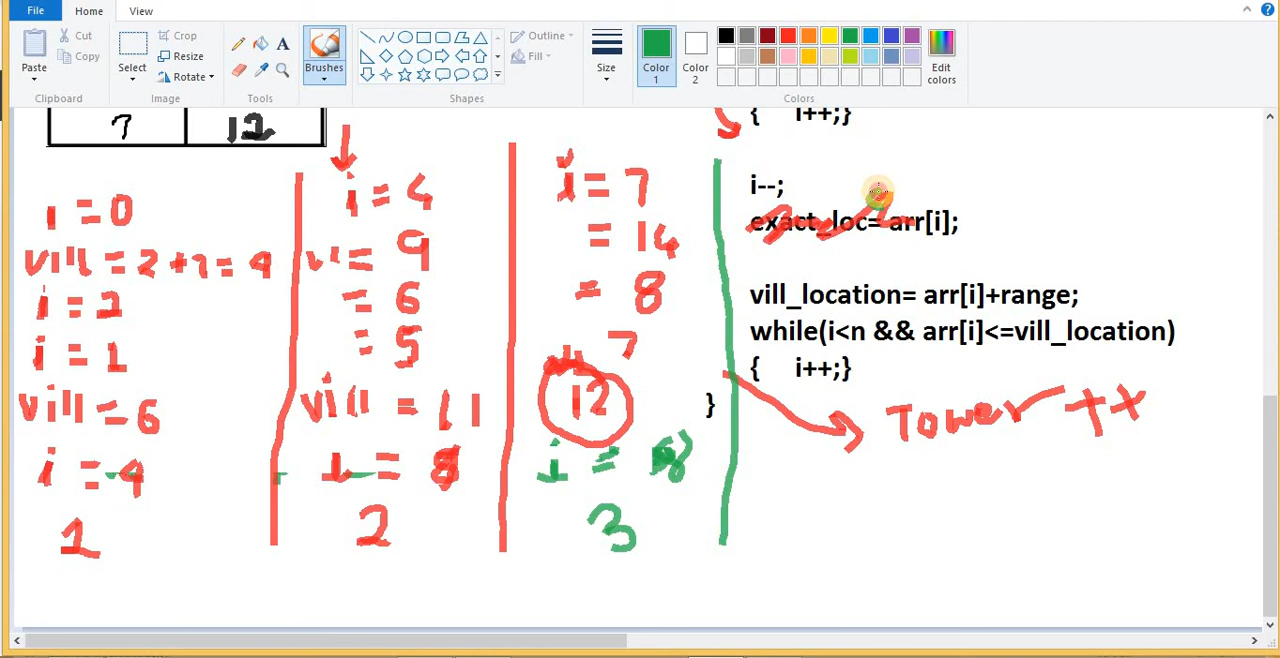 File Home View
Paste
Cut
Copy
Clipboard
Select
Crop
Resize
Rotate
Image
A
Tools
Brushes
Outline
Fill
Shapes
Size
Color 1
Color 2
Edit colors
Colors
7 12
{ i++;}
i--;
exact_loc= arr[i];
vill_location= arr[i]+range;
while(i<n && arr[i]<=vill_location)
{ i++;}
}
Tower ++
i = 0
vill = 2 + 2 = 4
i = 2
i = 1
vill = 6
i = 4
1
i = 4
= 9
= 6
= 5
vill = 11
i = 8
2
i = 7
= 14
= 8
7
12
i =
3